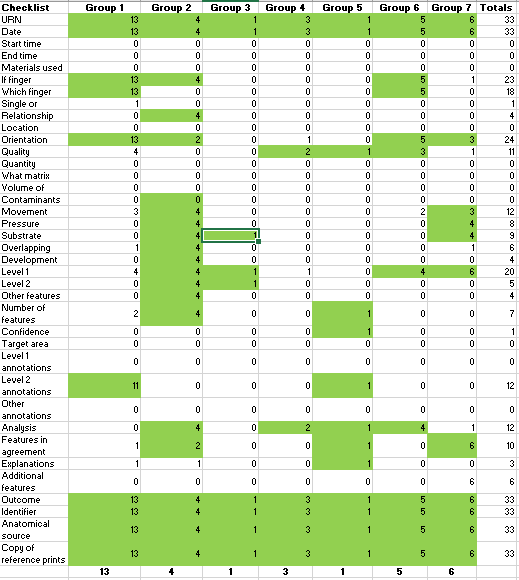 Checklist Group 1 Group 2 Group 3 Group 4 Group 5 Group 6 Group 7 Totals
URN 13 4 1 3 1 5 6 33
Date 13 4 1 3 1 5 6 33
Start time 0 0 0 0 0 0 0 0
End time 0 0 0 0 0 0 0 0
Materials used 0 0 0 0 0 0 0 0
If finger 13 4 0 0 0 5 1 23
Which finger 13 0 0 0 0 5 0 18
Single or 1 0 0 0 0 0 0 1
Relationship 0 4 0 0 0 0 0 4
Location 0 0 0 0 0 0 0 0
Orientation 13 2 0 1 0 5 3 24
Quality 4 0 0 2 1 3 1 11
Quantity 0 0 0 0 0 0 0 0
What matrix 0 0 0 0 0 0 0 0
Volume of 0 0 0 0 0 0 0 0
Contaminants 0 0 0 0 0 0 0 0
Movement 3 4 0 0 0 2 3 12
Pressure 0 4 0 0 0 0 4 8
Substrate 0 4 1 0 0 0 4 9
Overlapping 1 4 0 0 0 0 1 6
Development 0 4 0 0 0 0 0 4
Level 1 4 4 1 1 0 4 6 20
Level 2 0 4 1 0 0 0 0 5
Other features 0 4 0 0 0 0 0 4
Number of
features 2 4 0 0 1 0 0 7
Confidence 0 0 0 0 1 0 0 1
Target area 0 0 0 0 0 0 0 0
Level 1
annotations 0 0 0 0 0 0 0 0
Level 2
annotations 11 0 0 0 1 0 0 12
Other
annotations 0 0 0 0 0 0 0 0
Analysis 0 4 0 2 1 4 1 12
Features in
agreement 1 2 0 0 1 0 6 10
Explanations 1 1 0 0 1 0 0 3
Additional
features 0 0 0 0 0 0 6 6
Outcome 13 4 1 3 1 5 6 33
Identifier 13 4 1 3 1 5 6 33
Anatomical
source 13 4 1 3 1 5 6 33
Copy of
reference prints 13 4 1 3 1 5 6 33
13 4 1 3 1 5 6